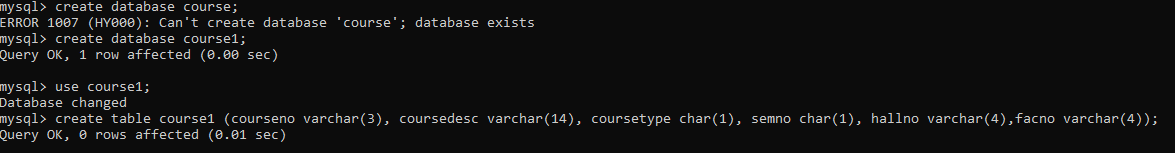 mysql> create database course;
ERROR 1007 (HY000): Can't create database 'course'; database exists
mysql> create database course1;
Query OK, 1 row affected (0.00 sec)

mysql> use course1;
Database changed
mysql> create table course1 (courseno varchar(3), coursedesc varchar(14), coursetype char(1), semno char(1), hallno varchar(4),facno varchar(4));
Query OK, 0 rows affected (0.01 sec)